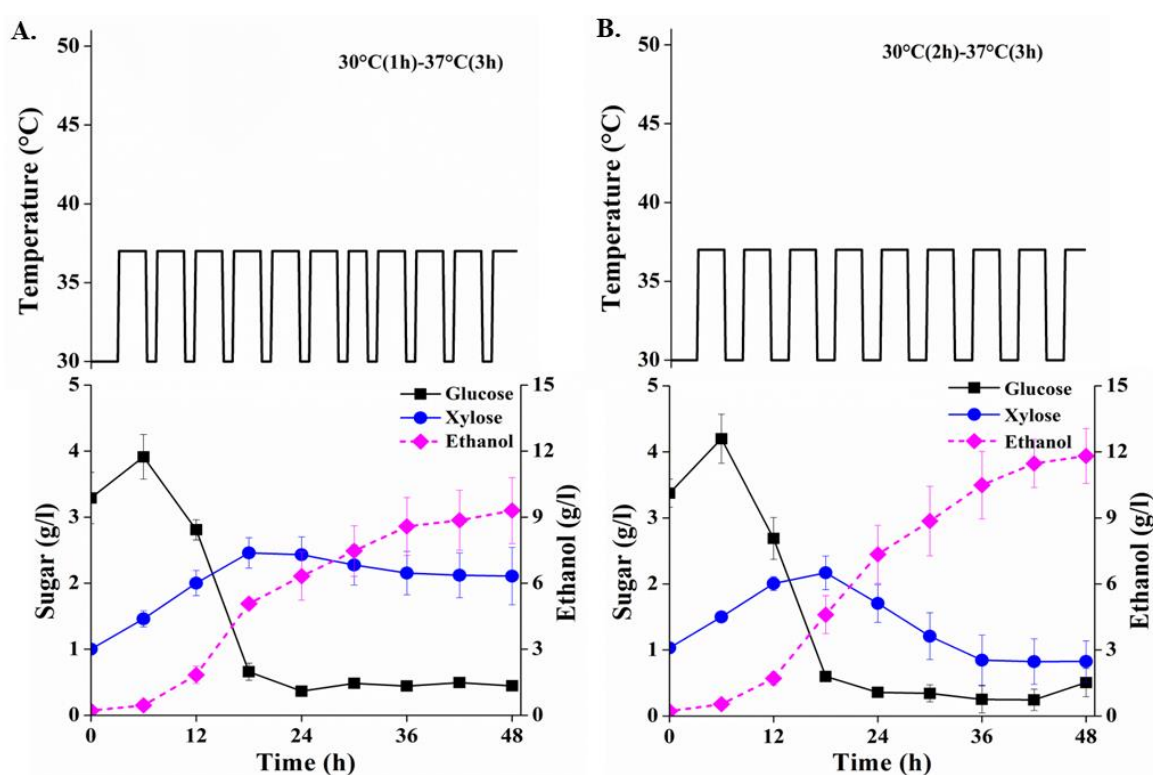 A.
30°C(1h)-37°C(3h)
Temperature (°C)
50
45
40
35
30
Glucose
Xylose
Ethanol
Sugar (g/l)
5
4
3
2
1
0
Ethanol (g/l)
15
12
9
6
3
0
0 12 24 36 48
Time (h)
B.
30°C(2h)-37°C(3h)
Temperature (°C)
50
45
40
35
30
Glucose
Xylose
Ethanol
Sugar (g/l)
5
4
3
2
1
0
Ethanol (g/l)
15
12
9
6
3
0
0 12 24 36 48
Time (h)